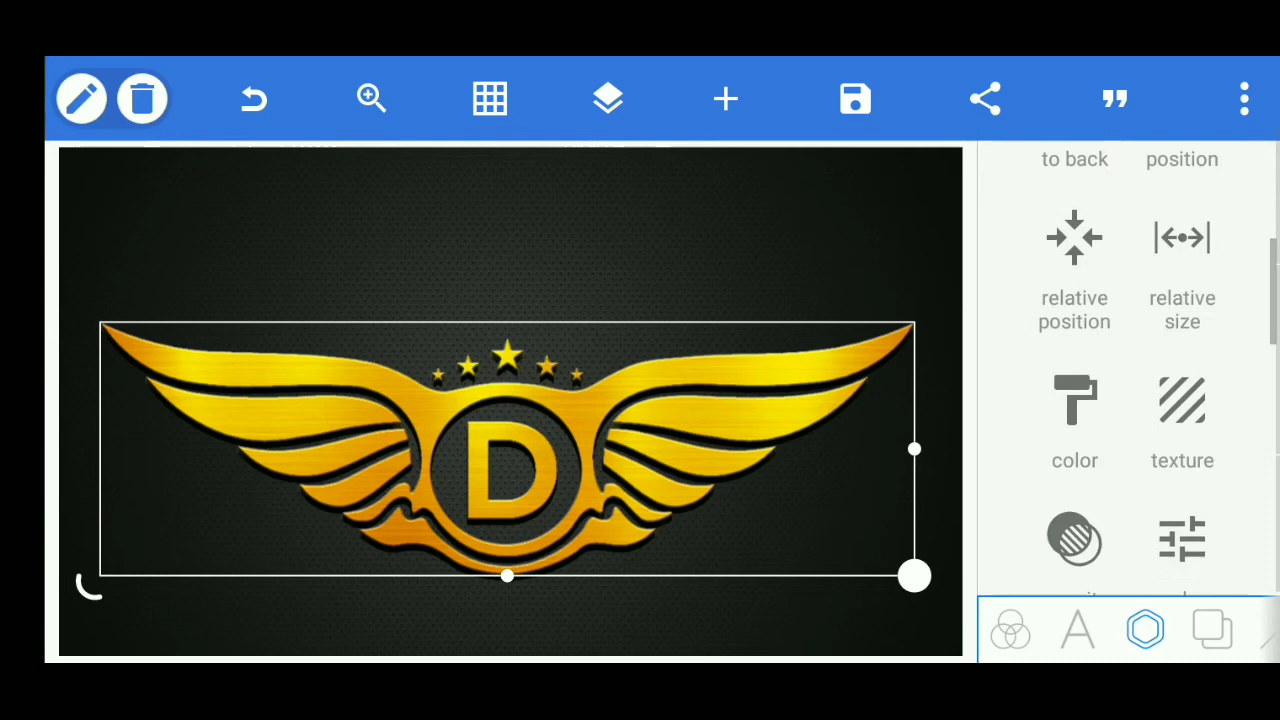 to back position
relative position
relative size
color texture
D